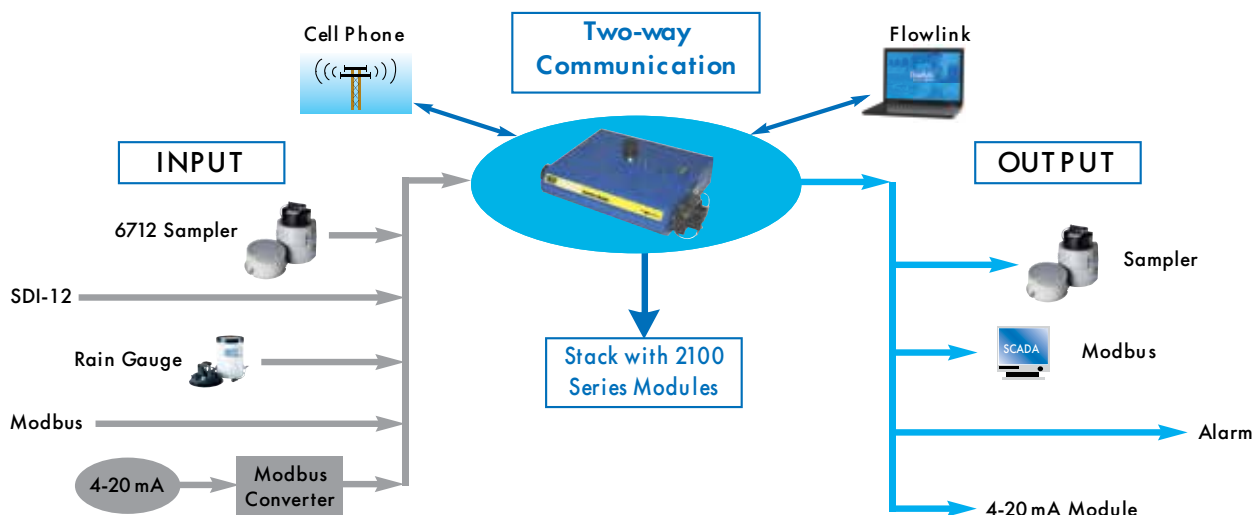 Cell Phone
Two-way
Communication
Flowlink
INPUT
OUTPUT
6712 Sampler
Sampler
SDI-12
Rain Gauge
Stack with 2100
Series Modules
SCADA
Modbus
Modbus
Alarm
4-20 mA
Modbus
Converter
4-20 mA Module